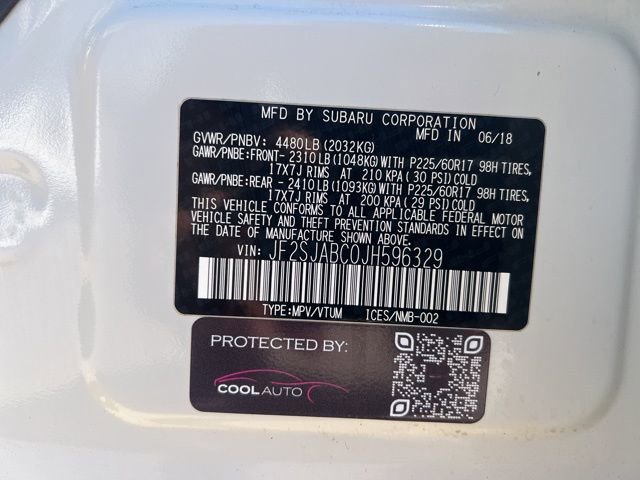 MFD BY SUBARU CORPORATION MFD IN 06/18
GVWR/PNBV: 4480LB(2032KG)
GAWR/PNBE:FRONT- 2310LB(1048KG)WITH P225/60R17 98H TIRES,
17X7J RIMS AT 210 KPA(30 PSI)COLD
GAWR/PNBE:REAR - 2410LB(1093KG)WITH P225/60R17 98H TIRES,
17X7J RIMS AT 200 KPA(29 PSI)COLD
THIS VEHICLE CONFORMS TO ALL APPLICABLE FEDERAL MOTOR
VEHICLE SAFETY AND THEFT PREVENTION STANDARDS IN EFFECT ON
THE DATE OF MANUFACTURE SHOWN ABOVE.
VIN: JF2SJABC0JH596329
TYPE:MPV/VTUM ICES/NMB-002
PROTECTED BY:
COOL AUTO